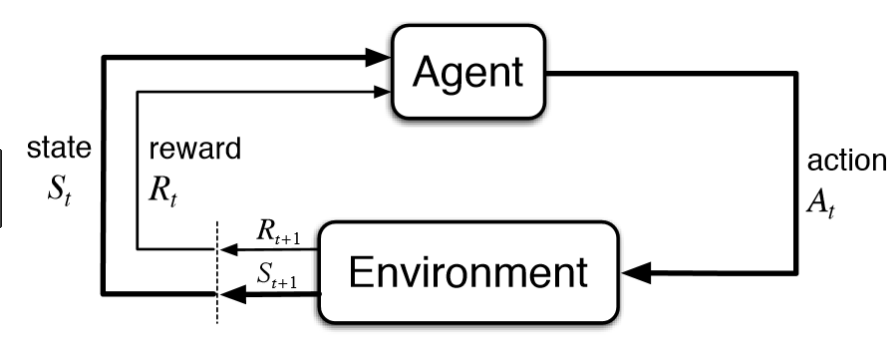 Agent
state
S_t
reward
R_t
action
A_t
R_{t+1}
S_{t+1}
Environment